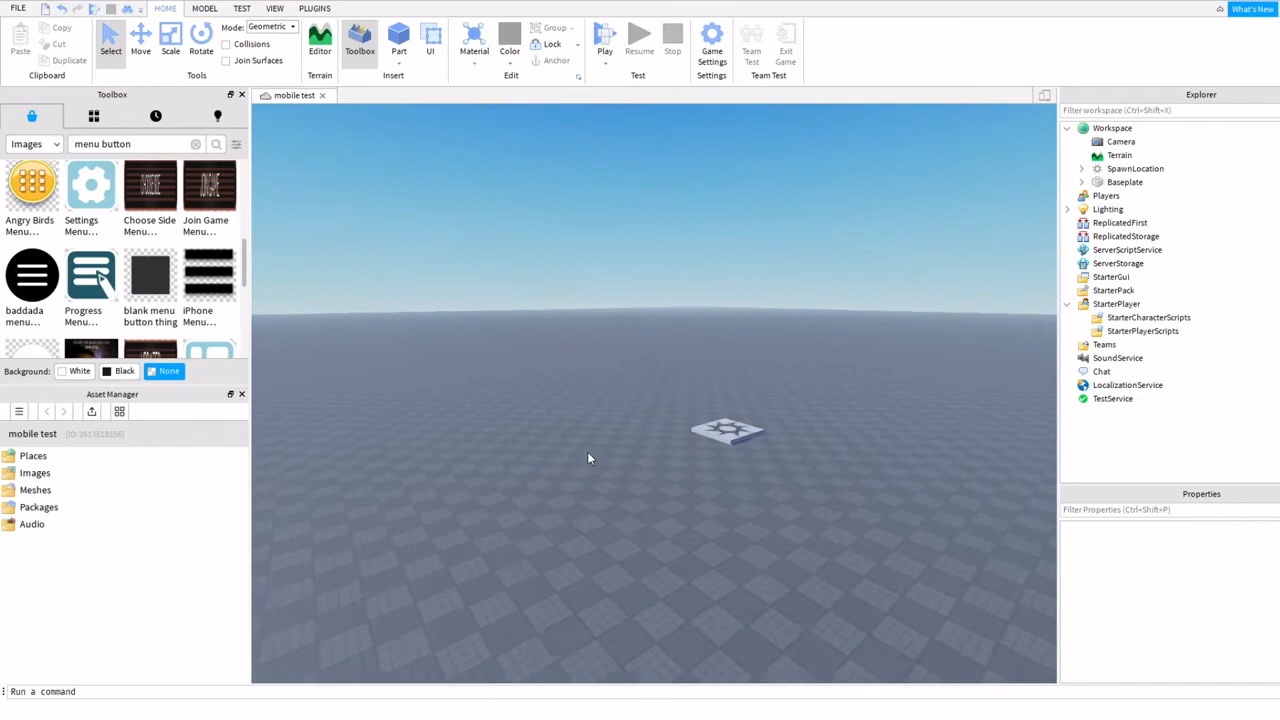 FILE HOME MODEL TEST VIEW PLUGINS What's New
Copy Mode: Geometric Group
Cut Collisions Lock
Paste Duplicate Select Move Scale Rotate Join Surfaces Editor Toolbox Part UI Material Color Anchor Play Resume Stop Game Settings Team Test Exit Game
Clipboard Tools Terrain Insert Edit Test Settings Team Test
Toolbox mobile test Explorer
Filter workspace (Ctrl+Shift+X)
Images menu button
Angry Birds Menu... Settings Menu... Choose Side Menu... Join Game Menu...
baddada menu... Progress Menu... blank menu button thing iPhone Menu...
Background: White Black None
Asset Manager
mobile test [ID:2613518356]
Places
Images
Meshes
Packages
Audio
Workspace
Camera
Terrain
SpawnLocation
Baseplate
Players
Lighting
ReplicatedFirst
ReplicatedStorage
ServerScriptService
ServerStorage
StarterGui
StarterPack
StarterPlayer
StarterCharacterScripts
StarterPlayerScripts
Teams
SoundService
Chat
LocalizationService
TestService
Properties
Filter Properties (Ctrl+Shift+P)
Run a command